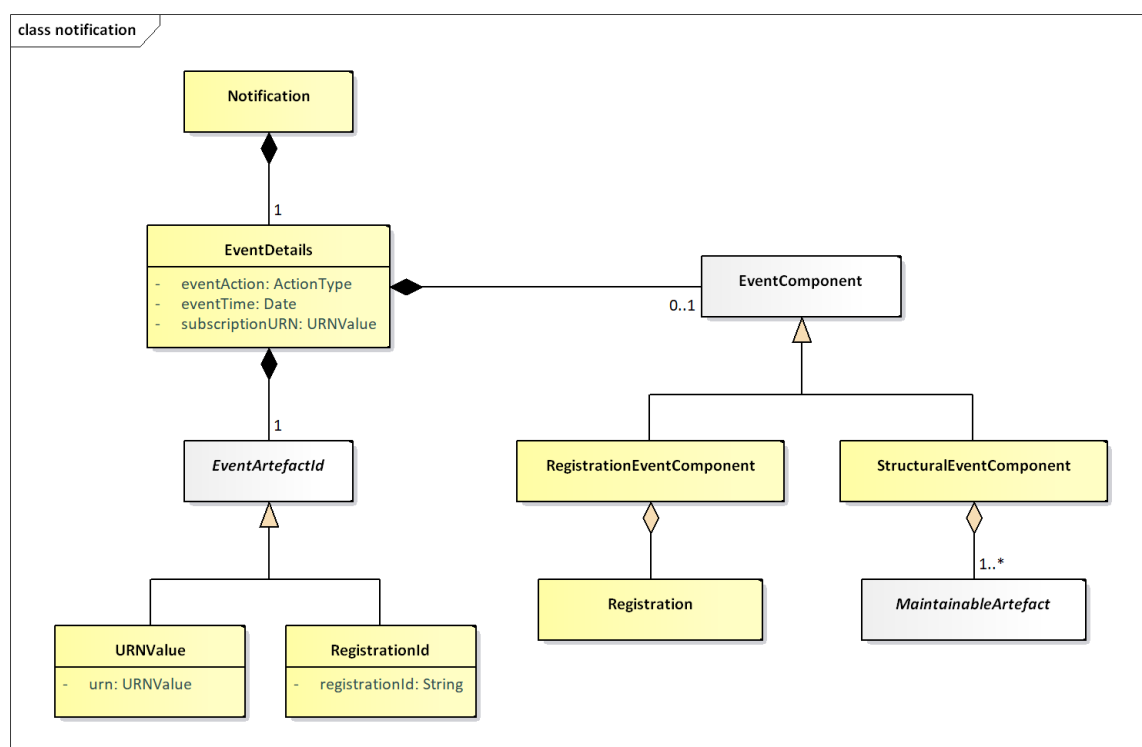 class notification
Notification
1
EventDetails
- eventAction: ActionType
- eventTime: Date
- subscriptionURN: URNValue
EventComponent
0..1
1
EventArtefactId
RegistrationEventComponent
StructuralEventComponent
1..*
Registration
MaintainableArtefact
URNValue
- urn: URNValue
RegistrationId
- registrationId: String